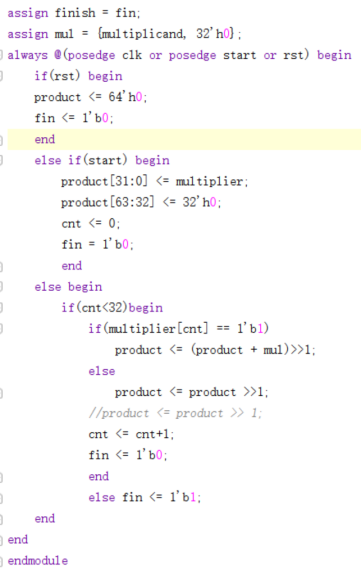 assign finish = fin;
assign mul = {multiplicand, 32'h0};
always @(posedge clk or posedge start or rst) begin
    if(rst) begin
    product <= 64'h0;
    fin <= 1'b0;
    end
    else if(start) begin
        product[31:0] <= multiplier;
        product[63:32] <= 32'h0;
        cnt <= 0;
        fin = 1'b0;
        end
    else begin
        if(cnt<32)begin
            if(multiplier[cnt] == 1'b1)
                product <= (product + mul)>>1;
            else
                product <= product >>1;
            //product <= product >> 1;
            cnt <= cnt+1;
            fin <= 1'b0;
            end
            else fin <= 1'b1;
    end
end
endmodule